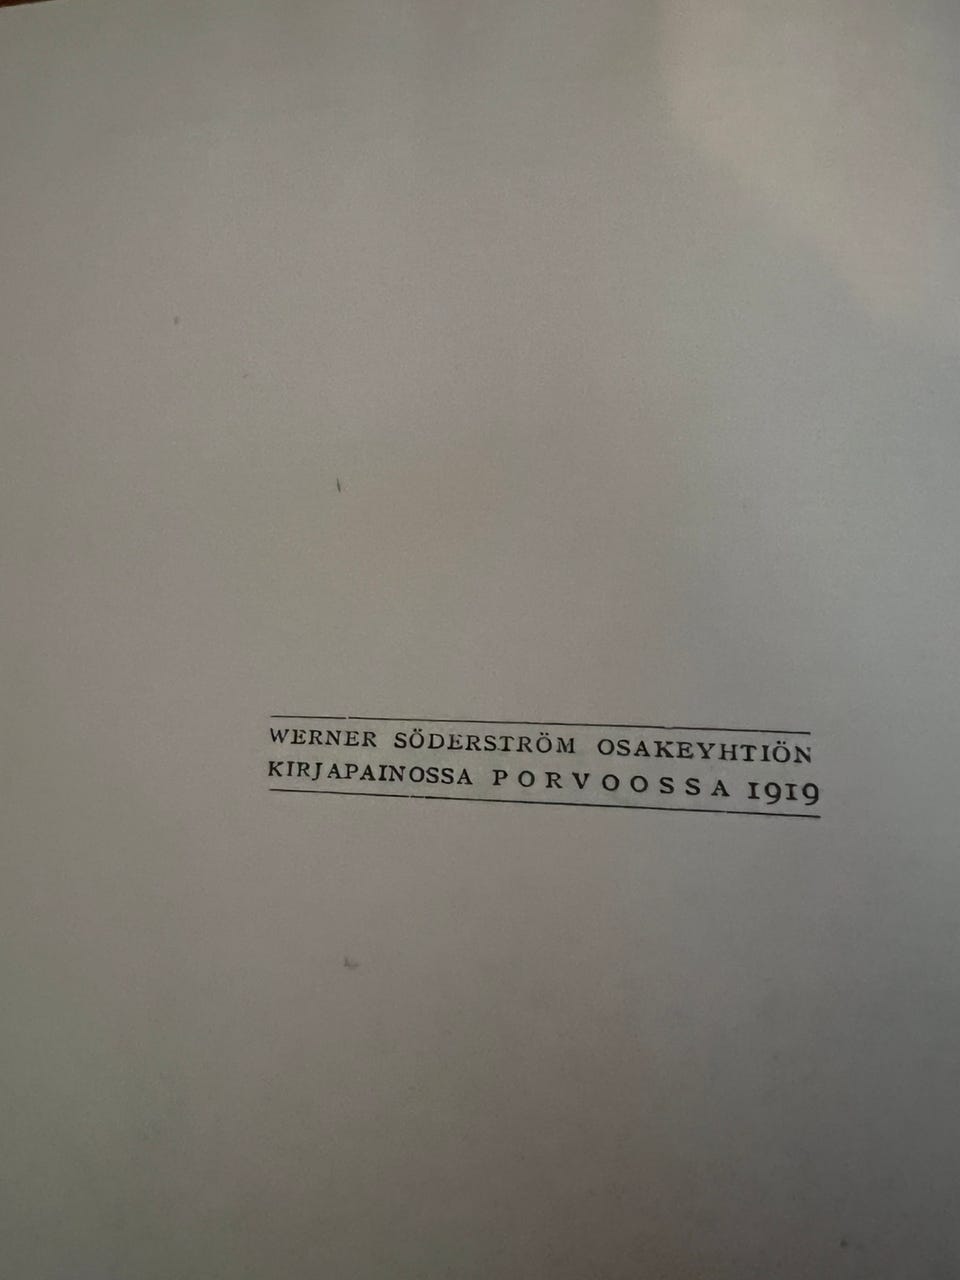 WERNER SÖDERSTRÖM OSAKEYHTIÖN
KIRJAPAINOSSA PORVOOSSA 1919